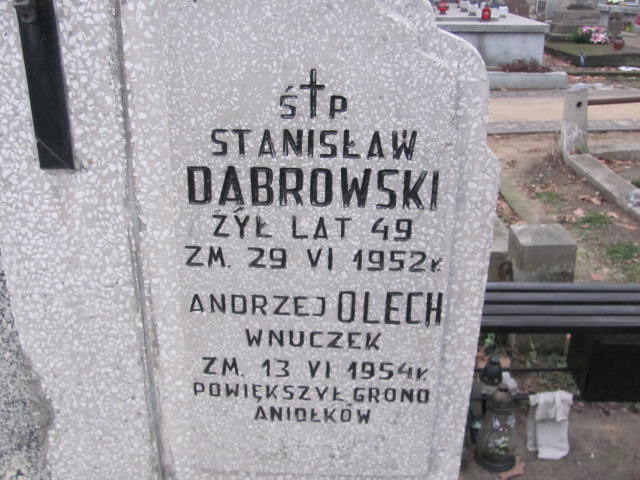 Ś†P
STANISŁAW
DĄBROWSKI
ŻYŁ LAT 49
ZM. 29 VI 1952R.
ANDRZEJ OLECH
WNUCZEK
ZM. 13 VI 1954R.
POWIĘKSZYŁ GRONO
ANIOŁKÓW